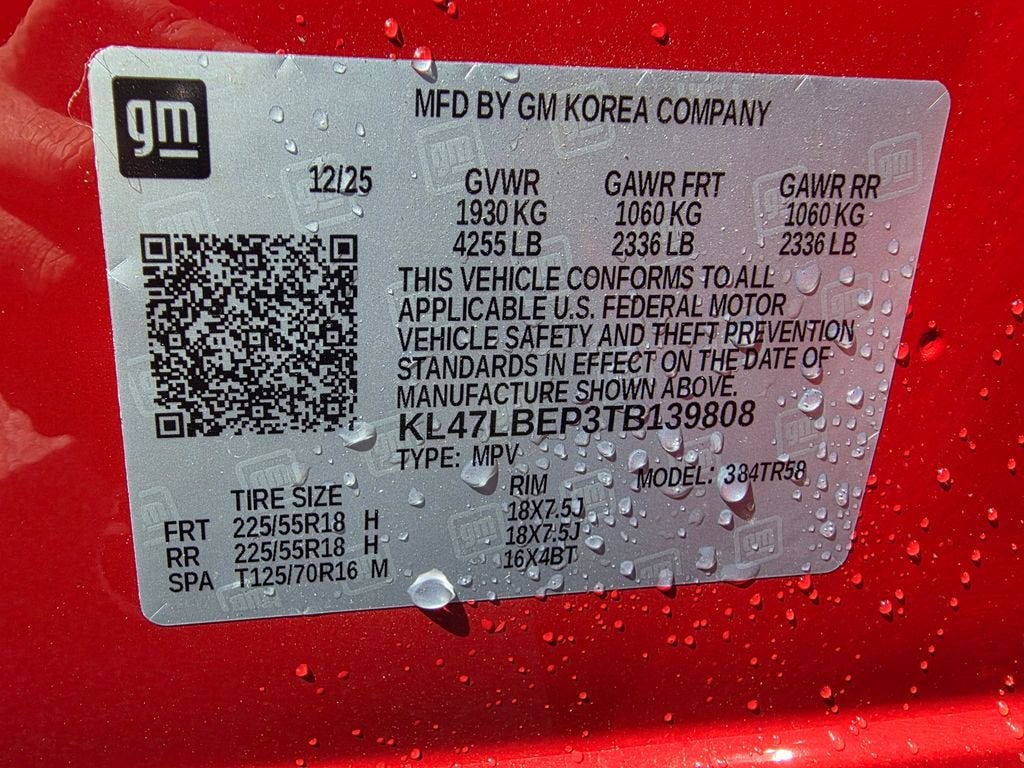 gm
MFD BY GM KOREA COMPANY
12/25
GVWR GAWR FRT GAWR RR
1930 KG 1060 KG 1060 KG
4255 LB 2336 LB 2336 LB
THIS VEHICLE CONFORMS TO ALL
APPLICABLE U.S. FEDERAL MOTOR
VEHICLE SAFETY AND THEFT PREVENTION
STANDARDS IN EFFECT ON THE DATE OF
MANUFACTURE SHOWN ABOVE.
KL47LBEP3TB139808
TYPE: MPV MODEL: 384TR58
TIRE SIZE RIM
FRT 225/55R18 H 18X7.5J
RR 225/55R18 H 18X7.5J
SPA T125/70R16 M 16X4BT